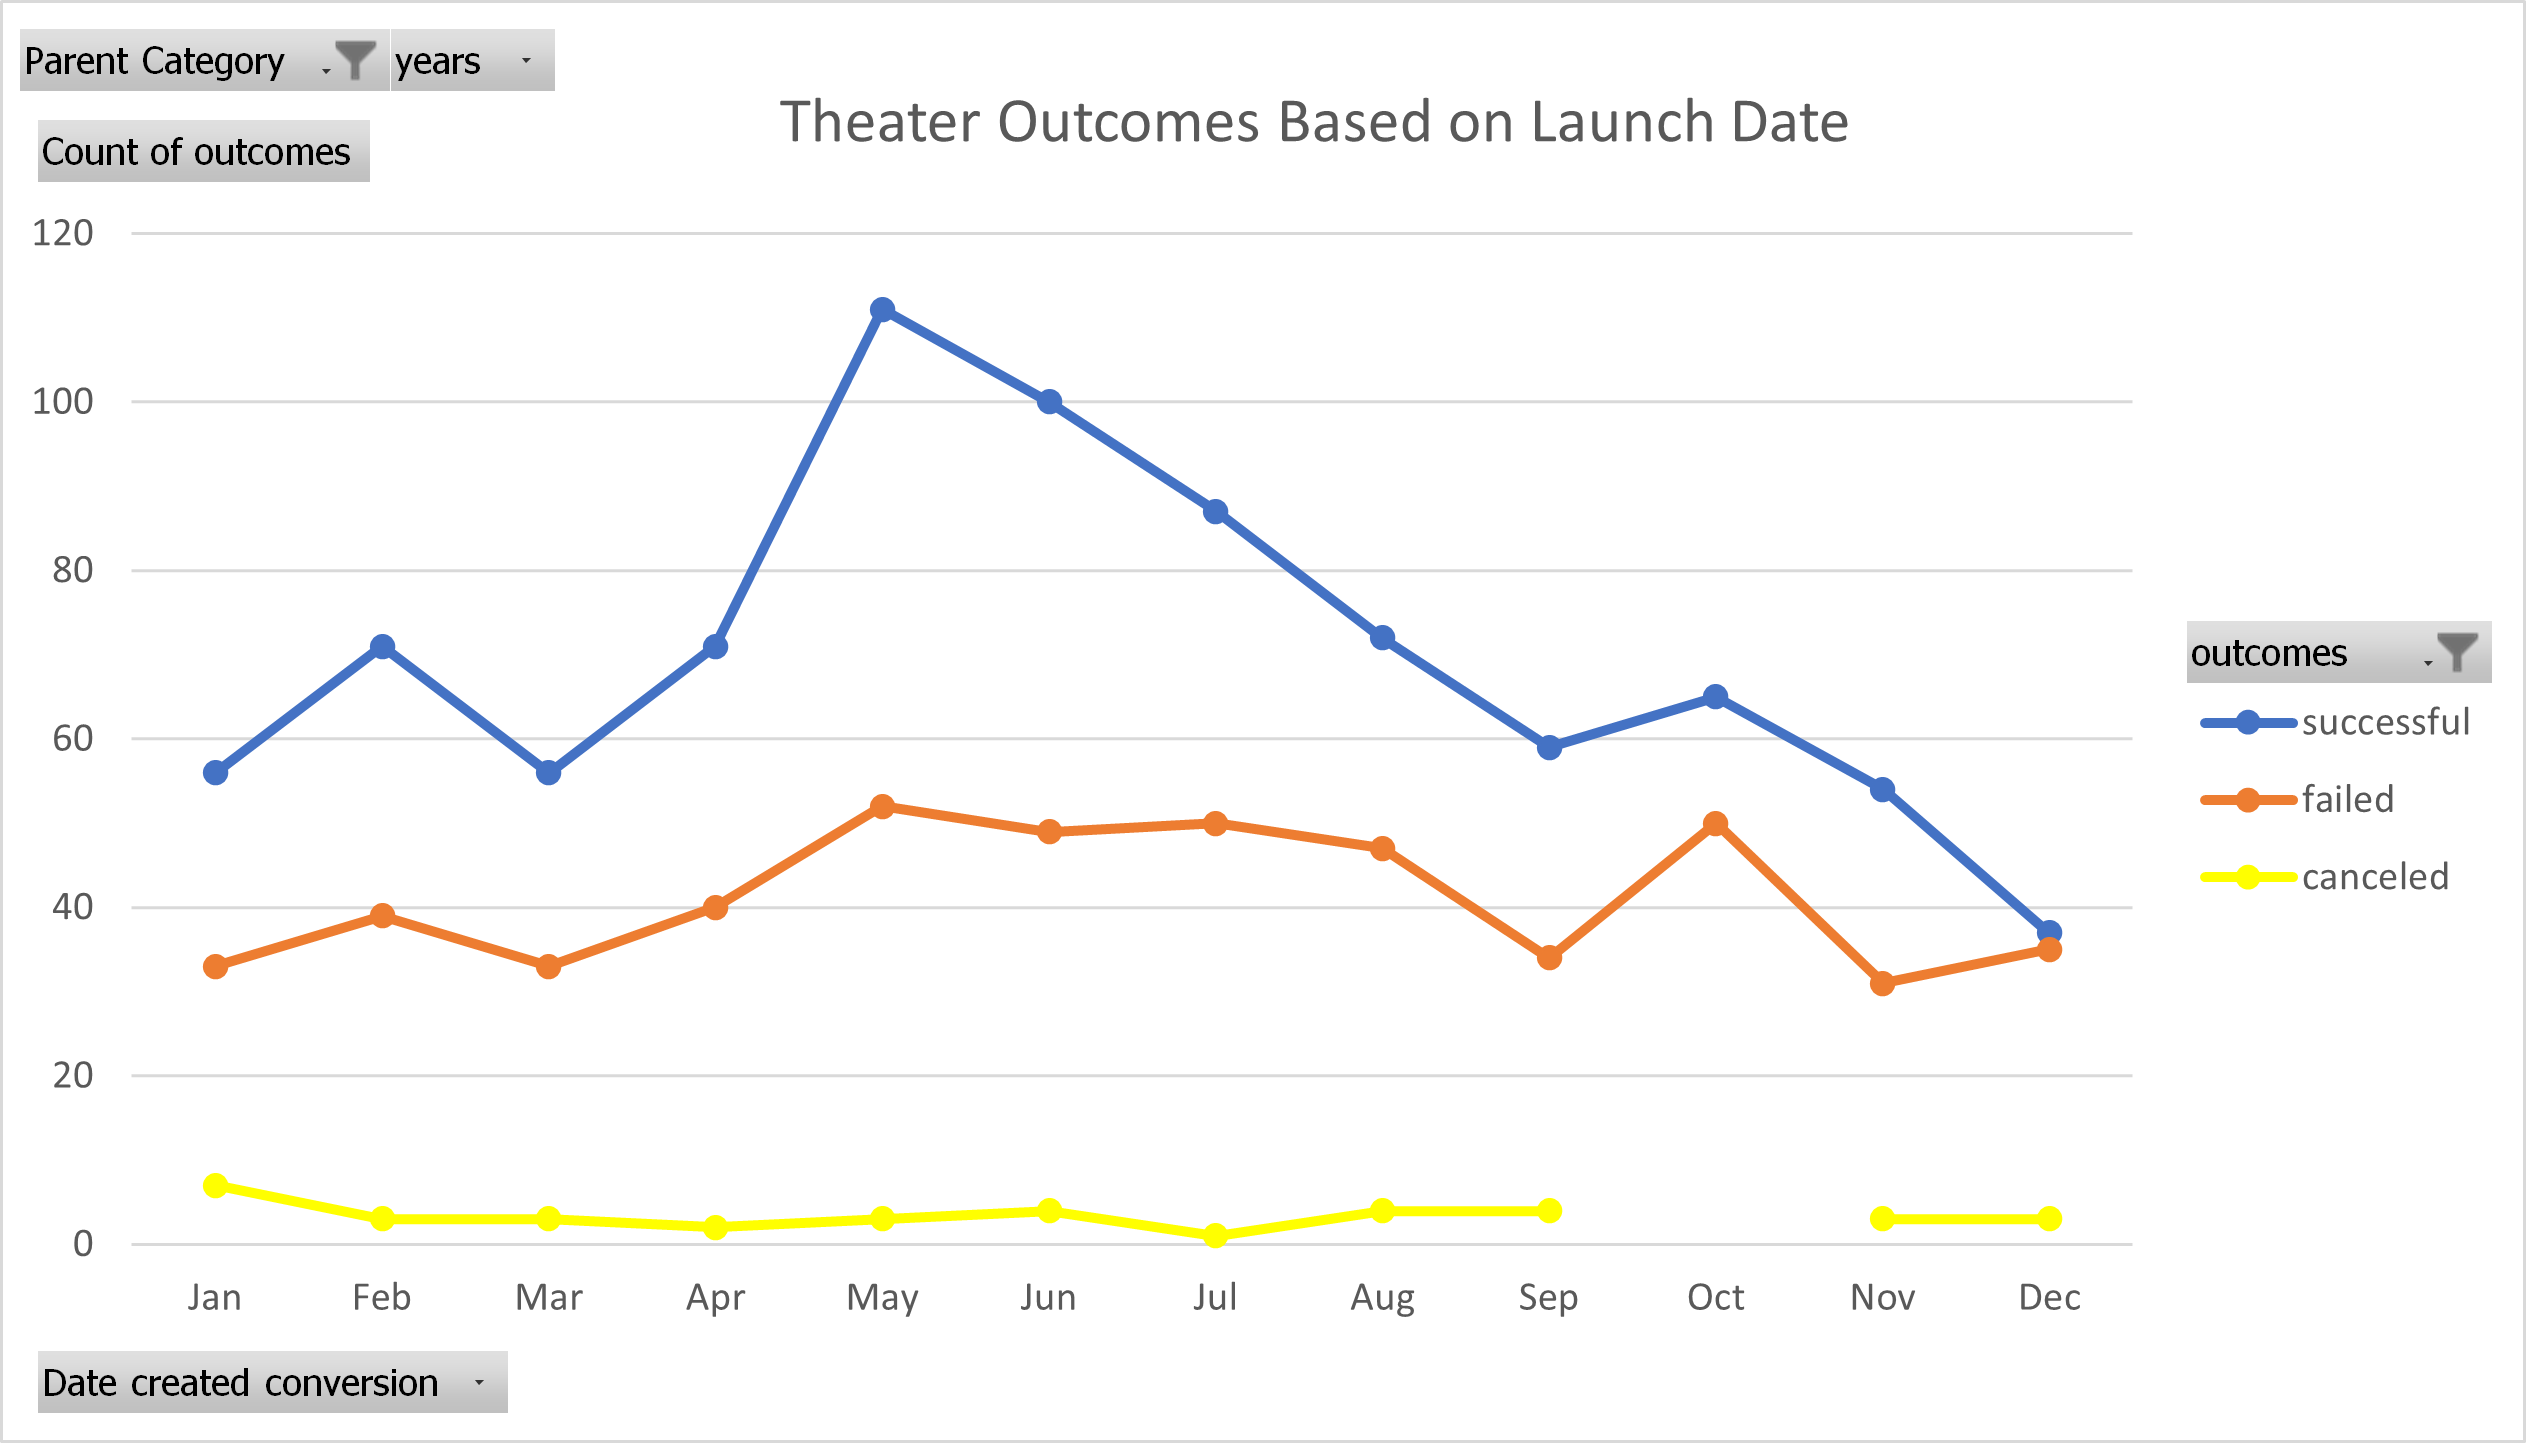 Parent Category years
Theater Outcomes Based on Launch Date
Count of outcomes
120
100
80
60
40
20
0
Jan Feb Mar Apr May Jun Jul Aug Sep Oct Nov Dec
outcomes
successful
failed
canceled
Date created conversion